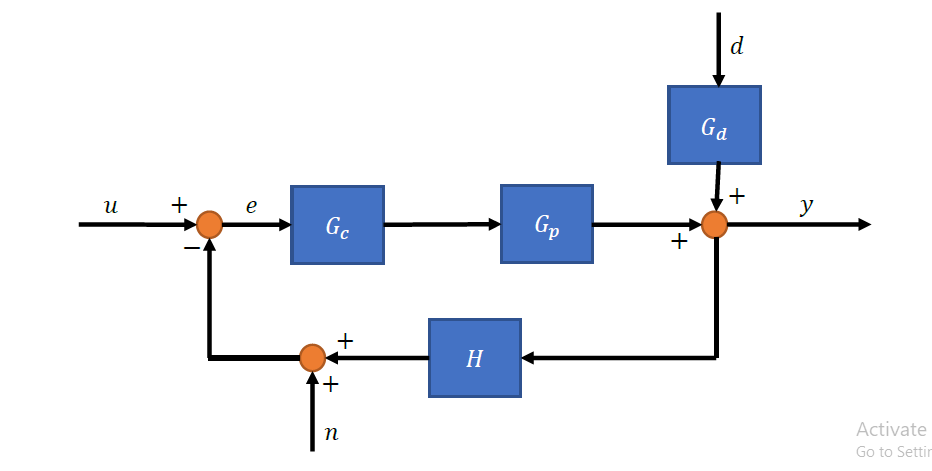 d
G_d
u + e G_c G_p + + y
−
H + + n
Activate
Go to Settir